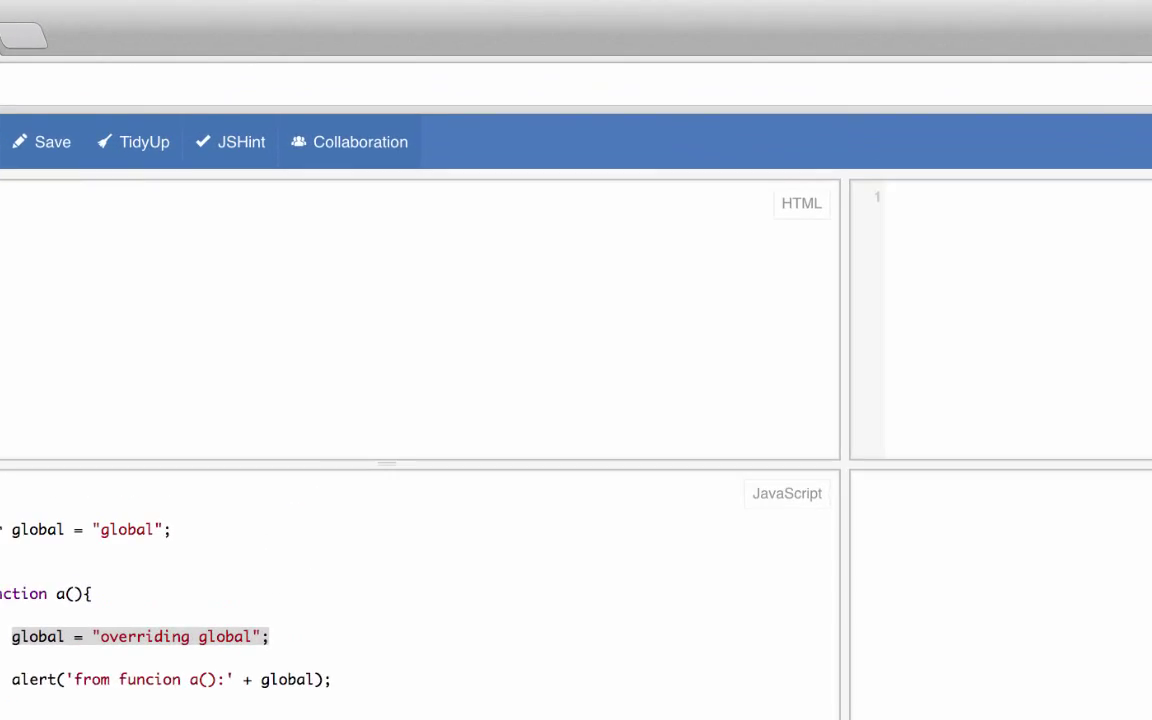 Save TidyUp JSHint Collaboration
HTML
1
JavaScript
global = "global";
nction a(){
global = "overriding global";
alert('from funcion a():' + global);